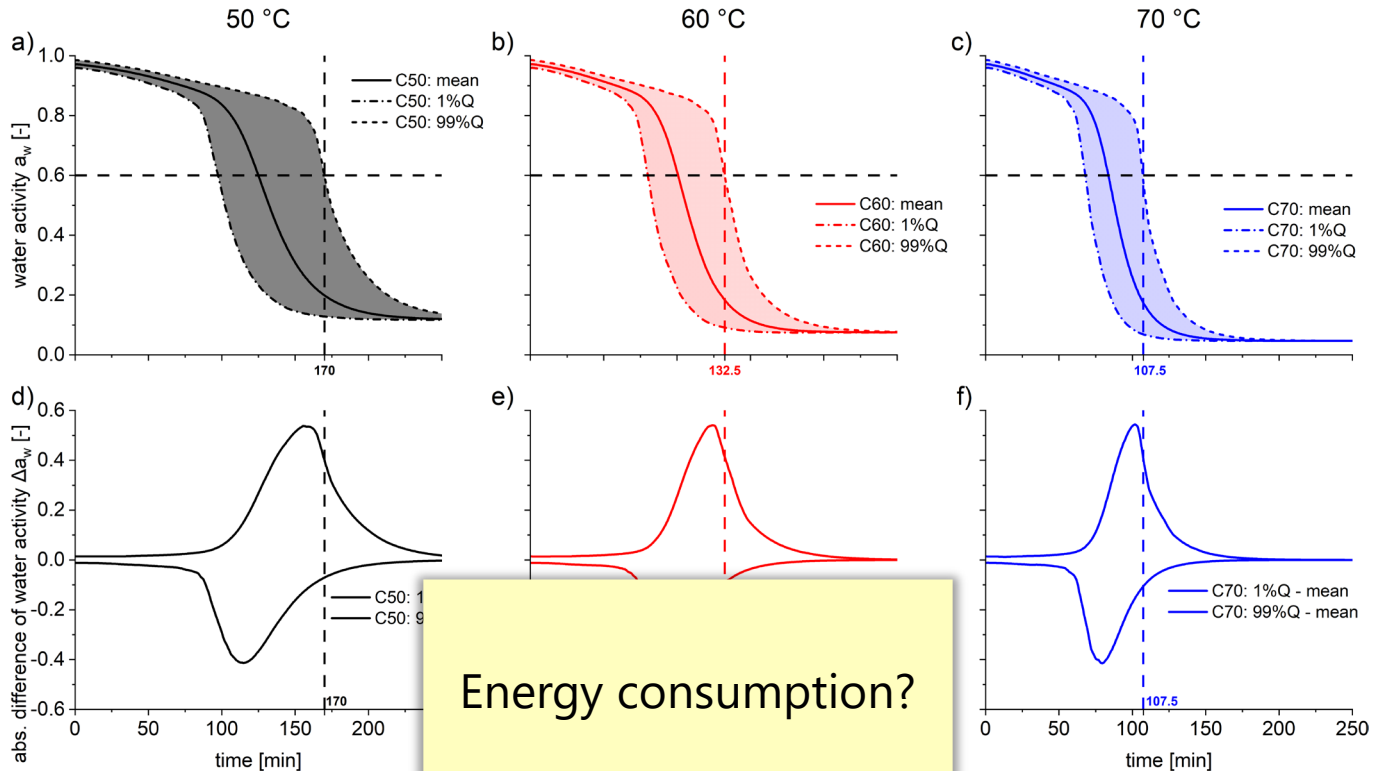 50 °C
60 °C
70 °C
a)
b)
c)
water activity a_w [-]
1.0
0.8
0.6
0.4
0.2
0.0
C50: mean
C50: 1%Q
C50: 99%Q
170
C60: mean
C60: 1%Q
C60: 99%Q
132.5
C70: mean
C70: 1%Q
C70: 99%Q
107.5
d)
e)
f)
abs. difference of water activity Δa_w [-]
0.6
0.4
0.2
0.0
-0.2
-0.4
-0.6
C50:
C50:
170
C70: 1%Q - mean
C70: 99%Q - mean
107.5
0 50 100 150 200
0 50 100 150 200 250
time [min]
time [min]
Energy consumption?